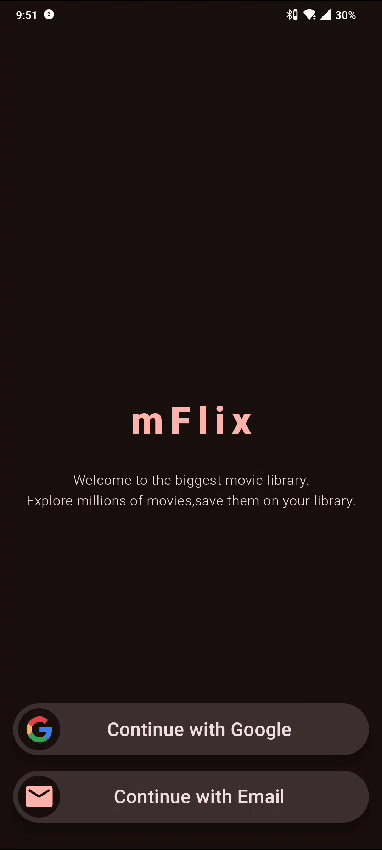 9:51
30%
mFlix
Welcome to the biggest movie library.
Explore millions of movies,save them on your library.
Continue with Google
Continue with Email